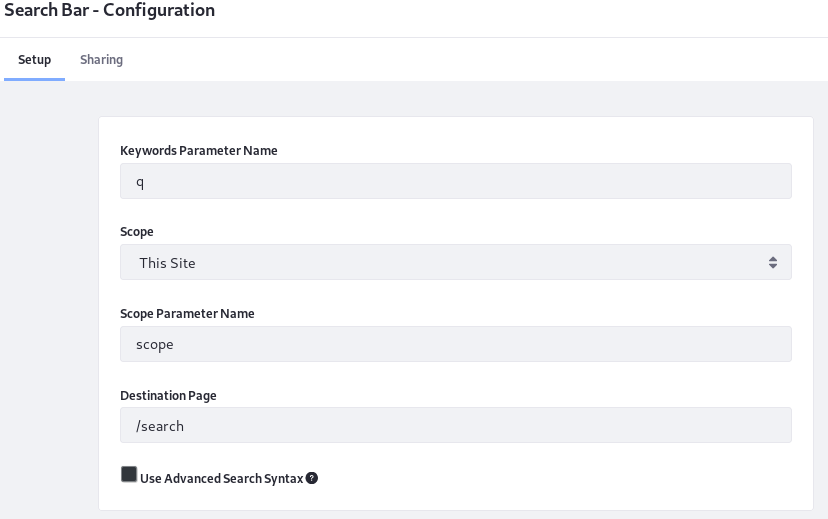 Search Bar - Configuration
Setup Sharing
Keywords Parameter Name
q
Scope
This Site
Scope Parameter Name
scope
Destination Page
/search
Use Advanced Search Syntax ?